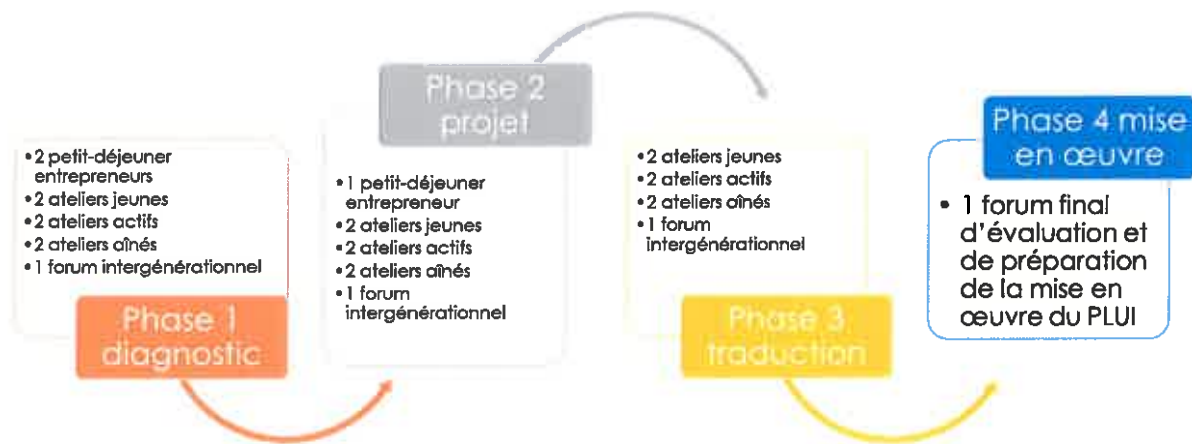 • 2 petit-déjeuner
entrepreneurs
• 2 ateliers jeunes
• 2 ateliers actifs
• 2 ateliers aînés
• 1 forum intergénérationnel
Phase 1
diagnostic
Phase 2
projet
• 1 petit-déjeuner
entrepreneur
• 2 ateliers jeunes
• 2 ateliers actifs
• 2 ateliers aînés
• 1 forum
intergénérationnel
• 2 ateliers jeunes
• 2 ateliers actifs
• 2 ateliers aînés
• 1 forum
intergénérationnel
Phase 3
traduction
Phase 4 mise
en œuvre
• 1 forum final
d'évaluation et
de préparation
de la mise en
œuvre du PLUI